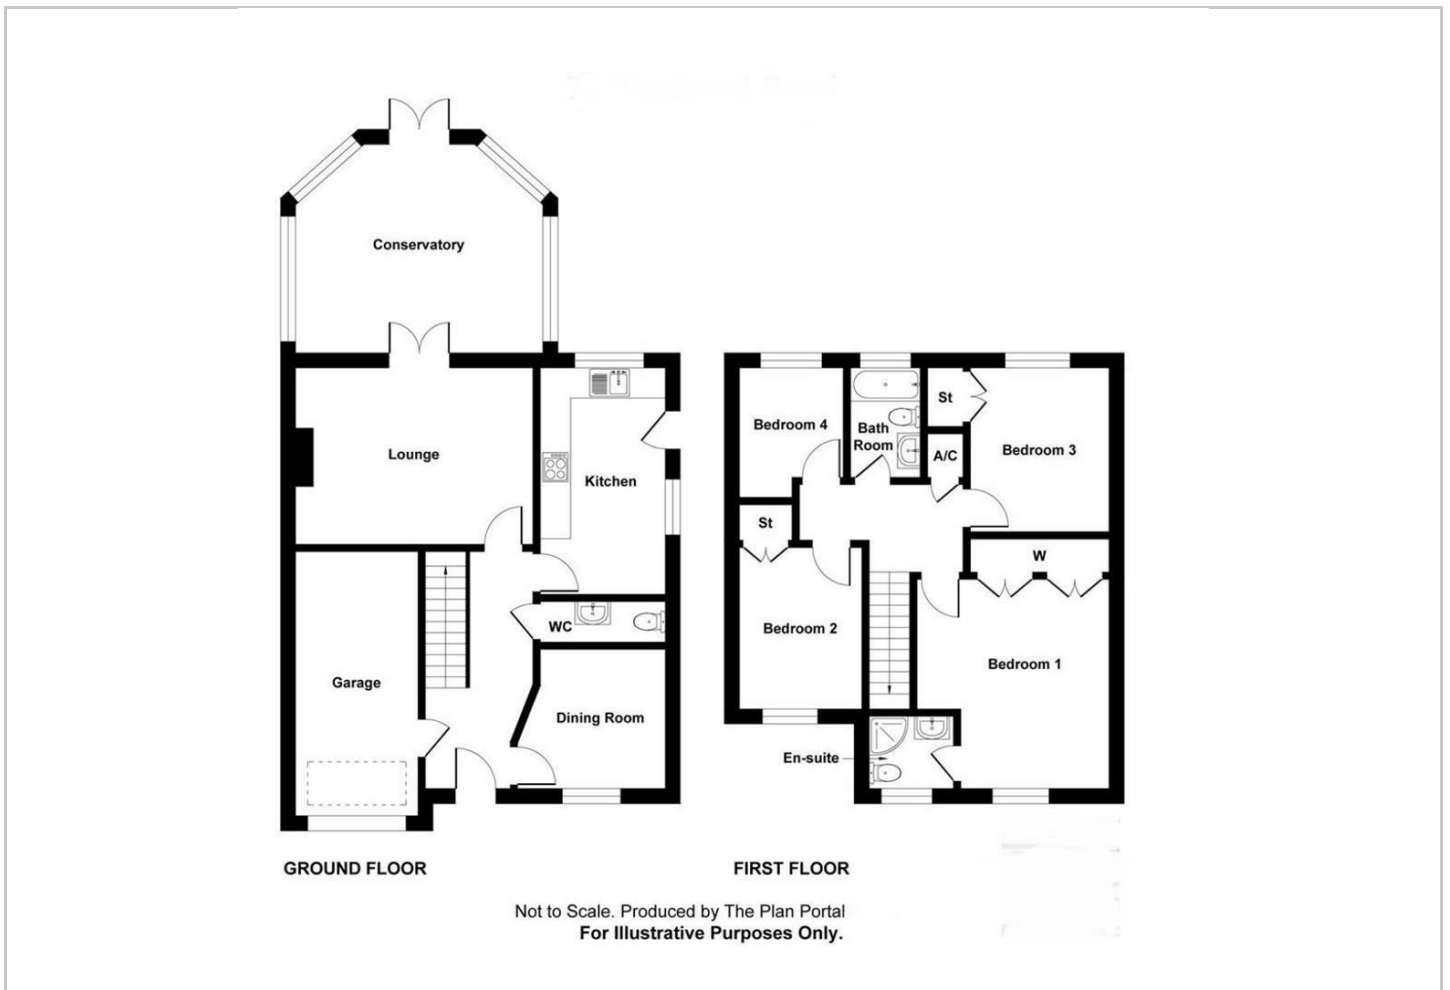 Conservatory
Lounge
Kitchen
WC
Garage
Dining Room
GROUND FLOOR
Bedroom 4
Bath
Room
St
A/C
Bedroom 3
St
W
Bedroom 2
Bedroom 1
En-suite
FIRST FLOOR
Not to Scale. Produced by The Plan Portal
For Illustrative Purposes Only.